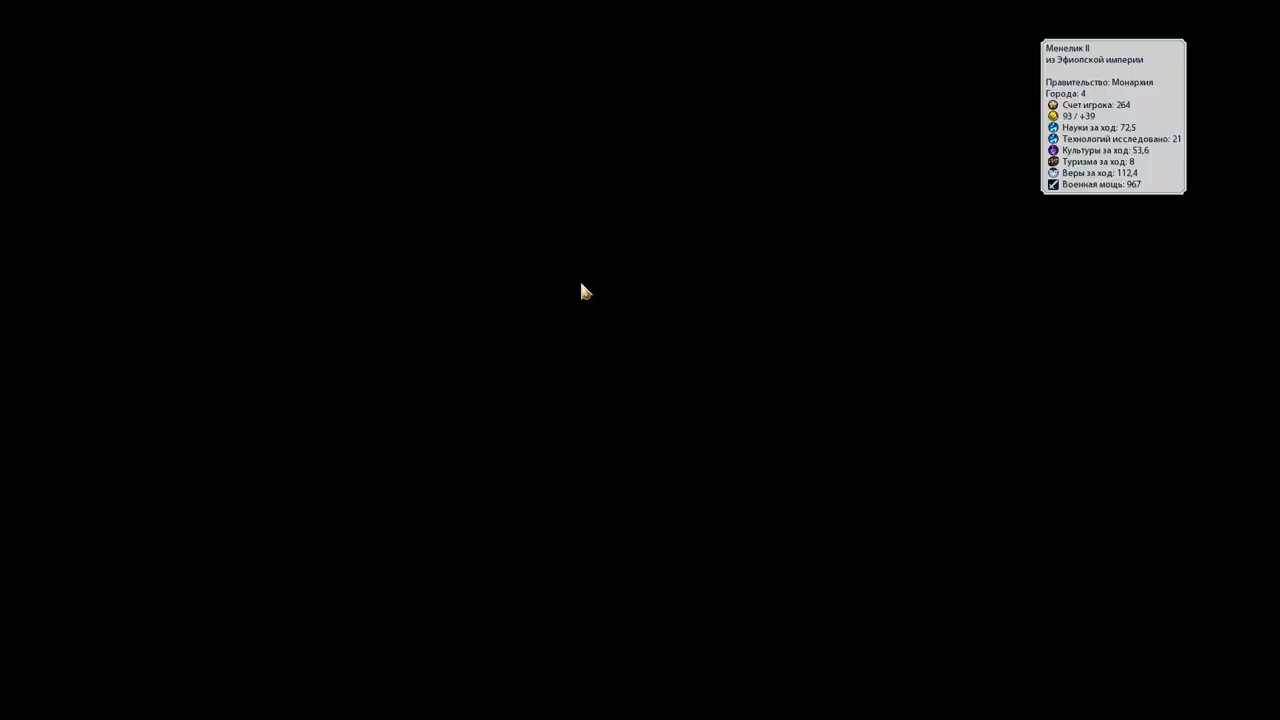 Менелик II
из Эфиопской империи
Правительство: Монархия
Города: 4
Счет игрока: 264
93 / +39
Науки за ход: 72,5
Технологий исследовано: 21
Культуры за ход: 53,6
Туризма за ход: 8
Веры за ход: 112,4
Военная мощь: 967